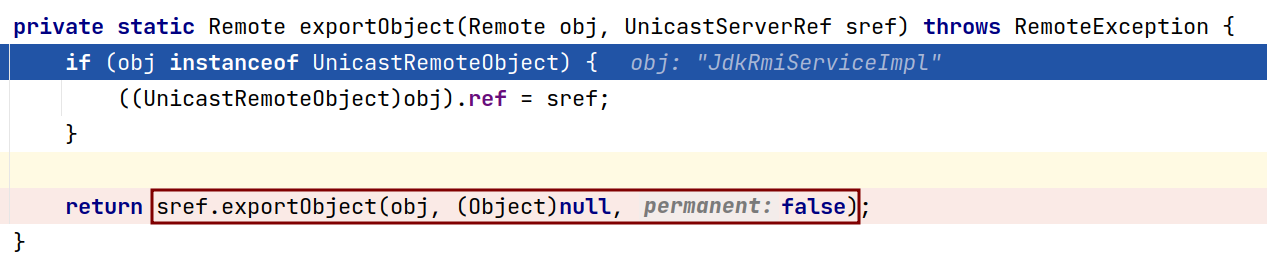 private static Remote exportObject(Remote obj, UnicastServerRef sref) throws RemoteException {
    if (obj instanceof UnicastRemoteObject) {   obj: "JdkRmiServiceImpl"
        ((UnicastRemoteObject)obj).ref = sref;
    }
    return sref.exportObject(obj, (Object)null,  permanent: false);
}